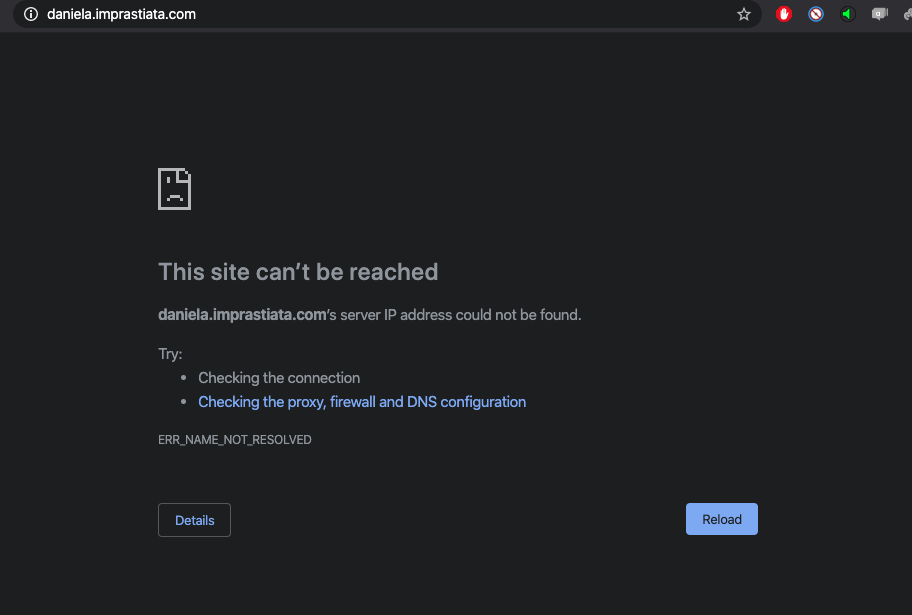 daniela.imprastiata.com
This site can’t be reached
daniela.imprastiata.com’s server IP address could not be found.
Try:
• Checking the connection
• Checking the proxy, firewall and DNS configuration
ERR_NAME_NOT_RESOLVED
Details
Reload